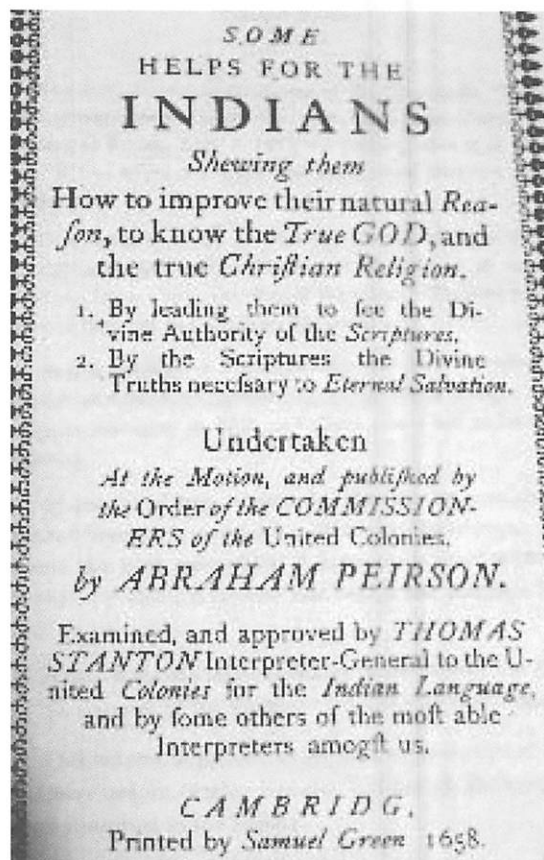 SOME
HELPS FOR THE
INDIANS
Shewing them
How to improve their natural Rea-
ſon, to know the True GOD, and
the true Chriſtian Religion.
1. By leading them to ſee the Di-
vine Authority of the Scriptures.
2. By the Scriptures the Divine
Truths neceſsary to Eternal Salvation.
Undertaken
At the Motion, and publiſhed by
the Order of the COMMISSION-
ERS of the United Colonies.
by ABRAHAM PEIRSON.
Examined, and approved by THOMAS
STANTON Interpreter-General to the U-
nited Colonies for the Indian Language,
and by ſome others of the moſt able
Interpreters amogſt us.
CAMBRIDG.
Printed by Samuel Green 1658.